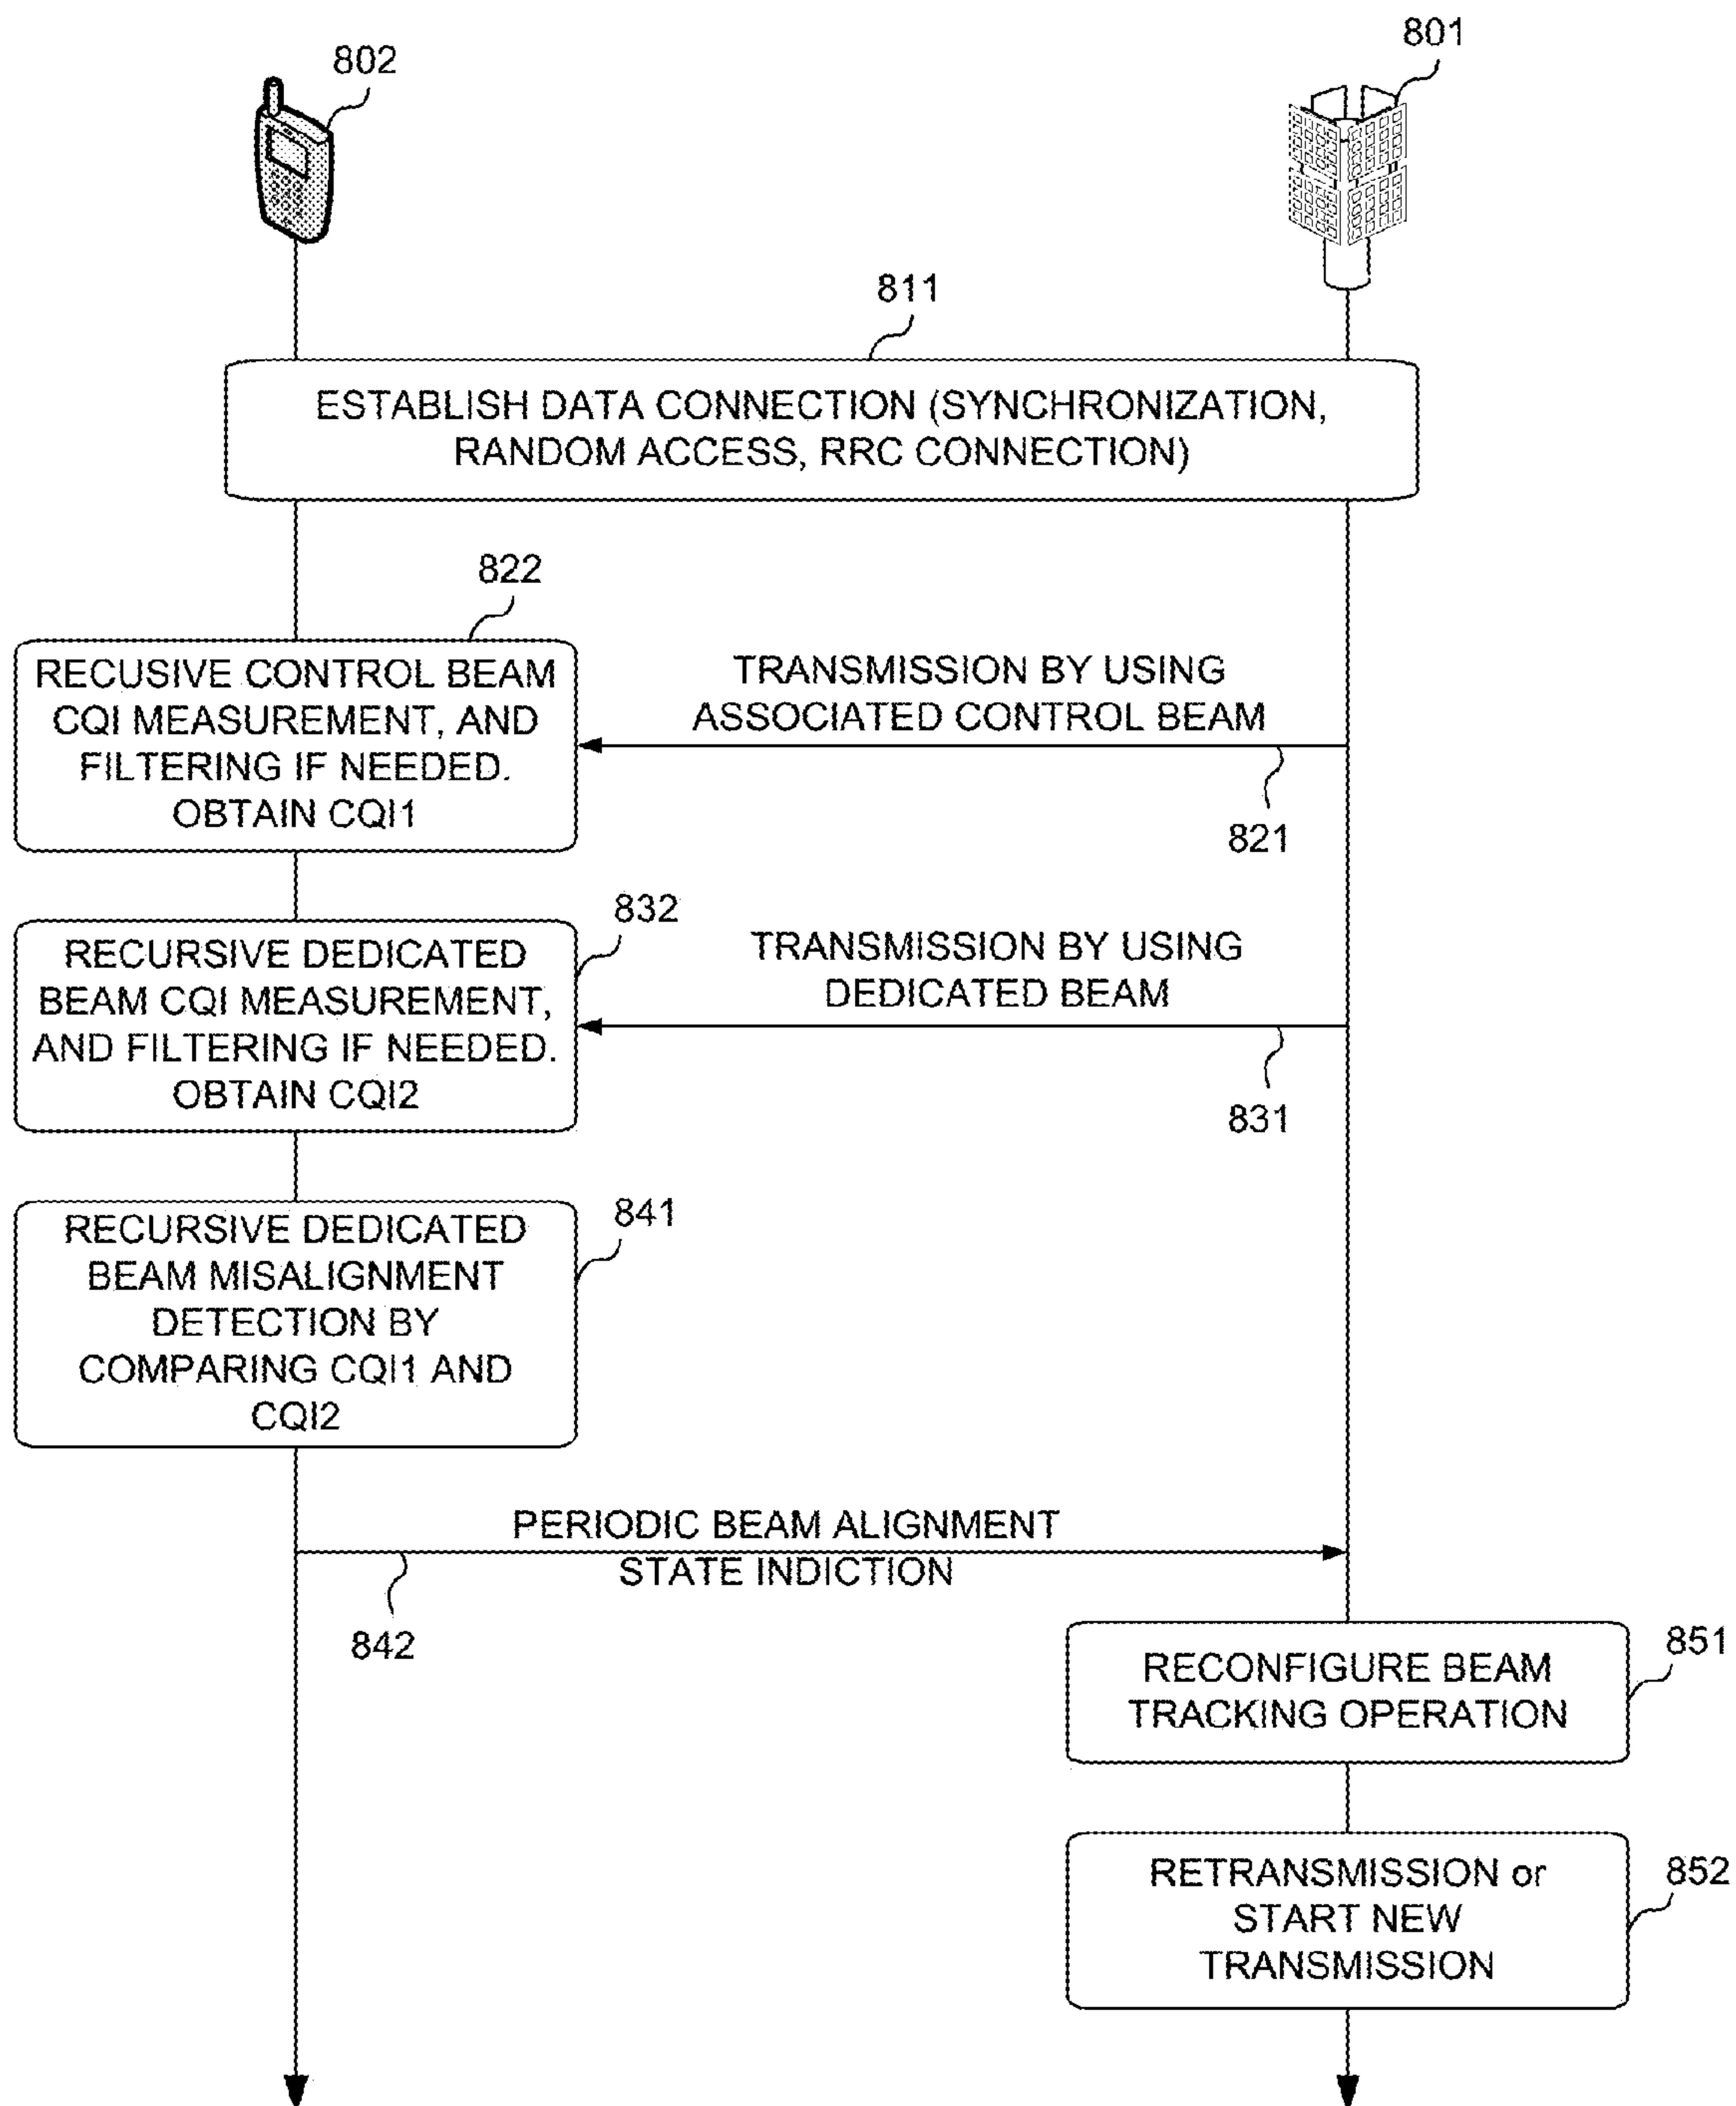 802
801
811
ESTABLISH DATA CONNECTION (SYNCHRONIZATION,
RANDOM ACCESS, RRC CONNECTION)
822
RECUSIVE CONTROL BEAM
CQI MEASUREMENT, AND
FILTERING IF NEEDED.
OBTAIN CQI1
TRANSMISSION BY USING
ASSOCIATED CONTROL BEAM
821
832
RECURSIVE DEDICATED
BEAM CQI MEASUREMENT,
AND FILTERING IF NEEDED.
OBTAIN CQI2
TRANSMISSION BY USING
DEDICATED BEAM
831
841
RECURSIVE DEDICATED
BEAM MISALIGNMENT
DETECTION BY
COMPARING CQI1 AND
CQI2
PERIODIC BEAM ALIGNMENT
STATE INDICTION
842
851
RECONFIGURE BEAM
TRACKING OPERATION
852
RETRANSMISSION or
START NEW
TRANSMISSION